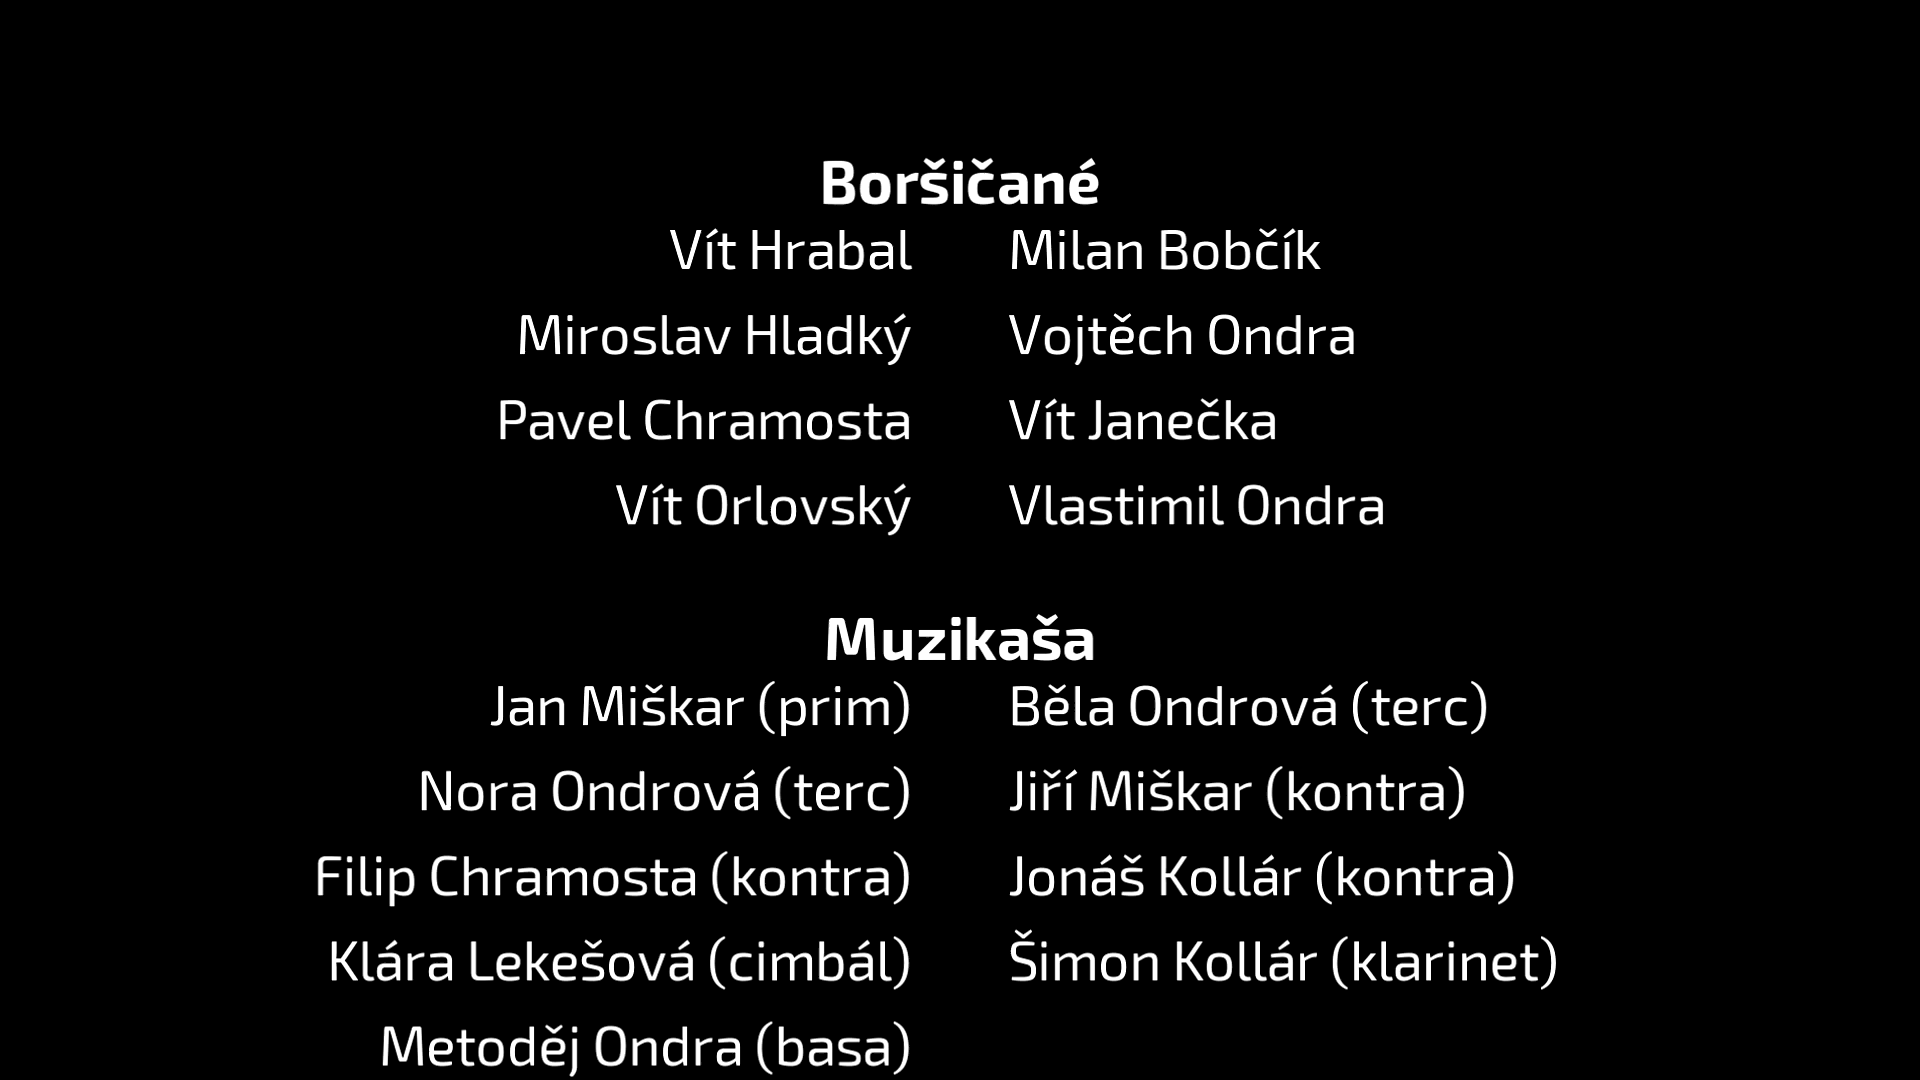 Boršičané
Vít Hrabal Milan Bobčík
Miroslav Hladký Vojtěch Ondra
Pavel Chramosta Vít Janečka
Vít Orlovský Vlastimil Ondra
Muzikaša
Jan Miškar (prim) Běla Ondrová (terc)
Nora Ondrová (terc) Jiří Miškar (kontra)
Filip Chramosta (kontra) Jonáš Kollár (kontra)
Klára Lekešová (cimbál) Šimon Kollár (klarinet)
Metoděj Ondra (basa)